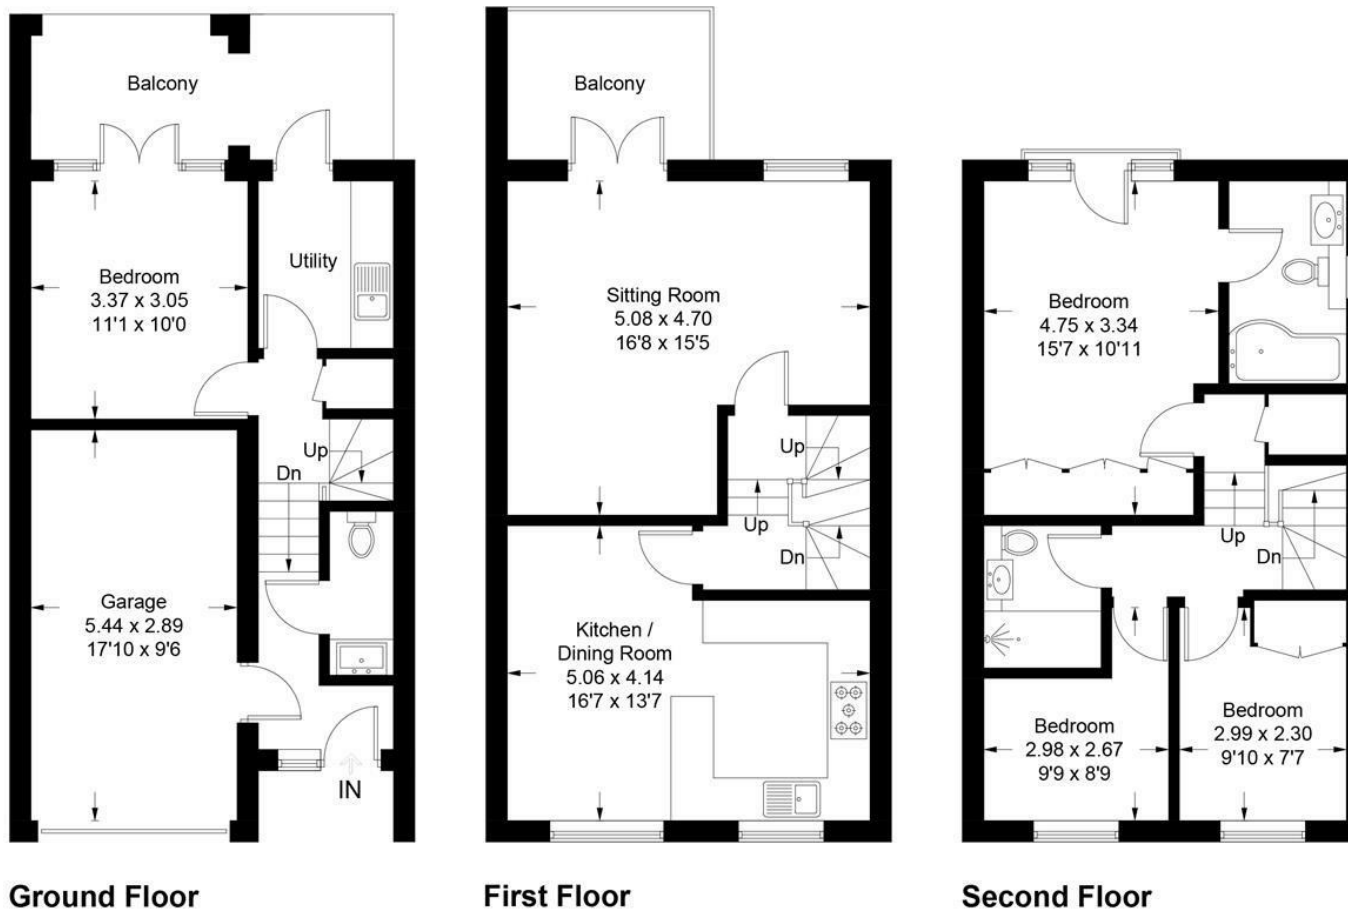 Balcony
Bedroom
3.37 x 3.05
11'1 x 10'0
Utility
Up
Dn
Garage
5.44 x 2.89
17'10 x 9'6
IN
Ground Floor
Balcony
Sitting Room
5.08 x 4.70
16'8 x 15'5
Up
Up
Dn
Kitchen /
Dining Room
5.06 x 4.14
16'7 x 13'7
First Floor
Bedroom
4.75 x 3.34
15'7 x 10'11
Up
Dn
Bedroom
2.98 x 2.67
9'9 x 8'9
Bedroom
2.99 x 2.30
9'10 x 7'7
Second Floor